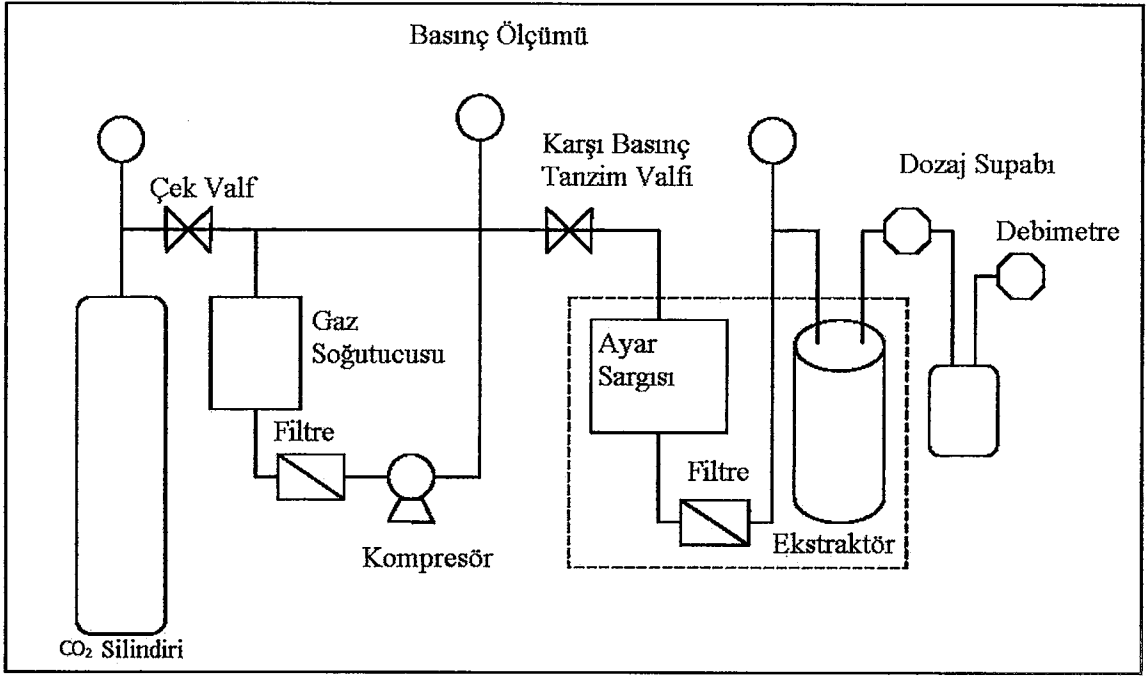 Basınç Ölçümü
Karşı Basınç
Tanzim Valfi
Dozaj Supabı
Çek Valf
Debimetre
Gaz
Soğutucusu
Ayar
Sargısı
Filtre
Filtre
Kompresör
Ekstraktör
CO₂ Silindiri